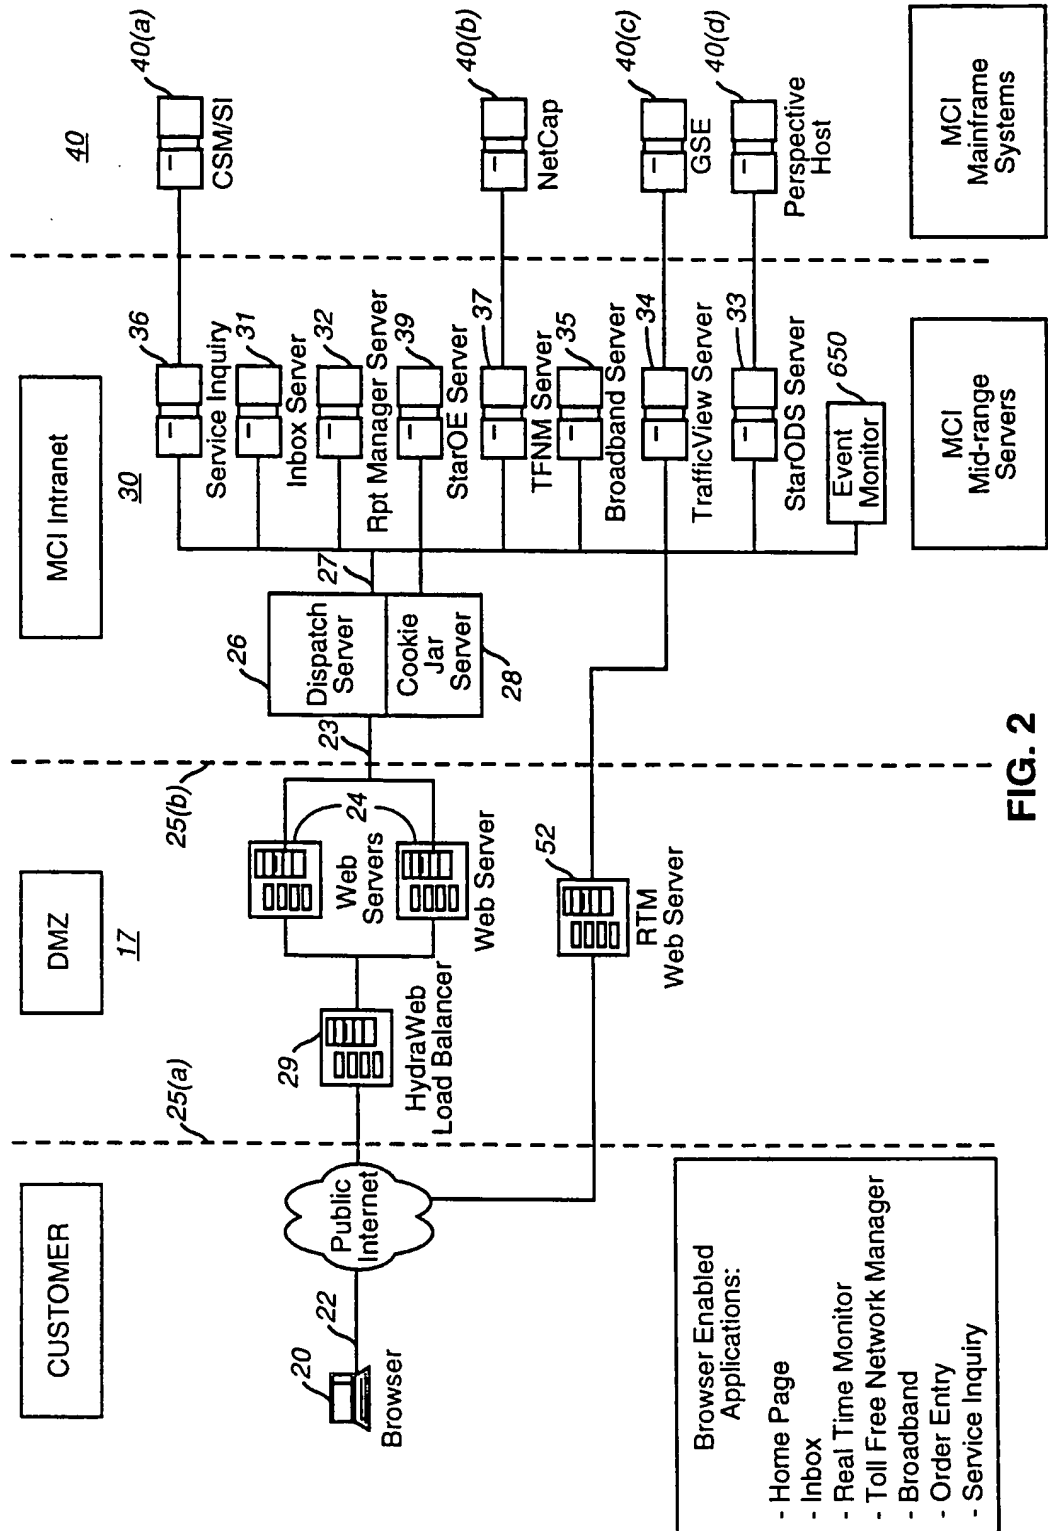 CUSTOMER
DMZ
17
MCI Intranet
30
40
25(a)
25(b)
20
Browser
22
Public
Internet
29
HydraWeb
Load Balancer
Web
Servers
24
Web Server
52
RTM
Web Server
23
26
Dispatch
Server
Cookie
Jar
Server
28
27
36
Service Inquiry
31
Inbox Server
32
Rpt Manager Server
39
StarOE Server
37
TFNM Server
35
Broadband Server
34
TrafficView Server
33
StarODS Server
650
Event
Monitor
40(a)
CSM/SI
40(b)
NetCap
40(c)
GSE
40(d)
Perspective
Host
Browser Enabled
Applications:
- Home Page
- Inbox
- Real Time Monitor
- Toll Free Network Manager
- Broadband
- Order Entry
- Service Inquiry
MCI
Mid-range
Servers
MCI
Mainframe
Systems
FIG. 2